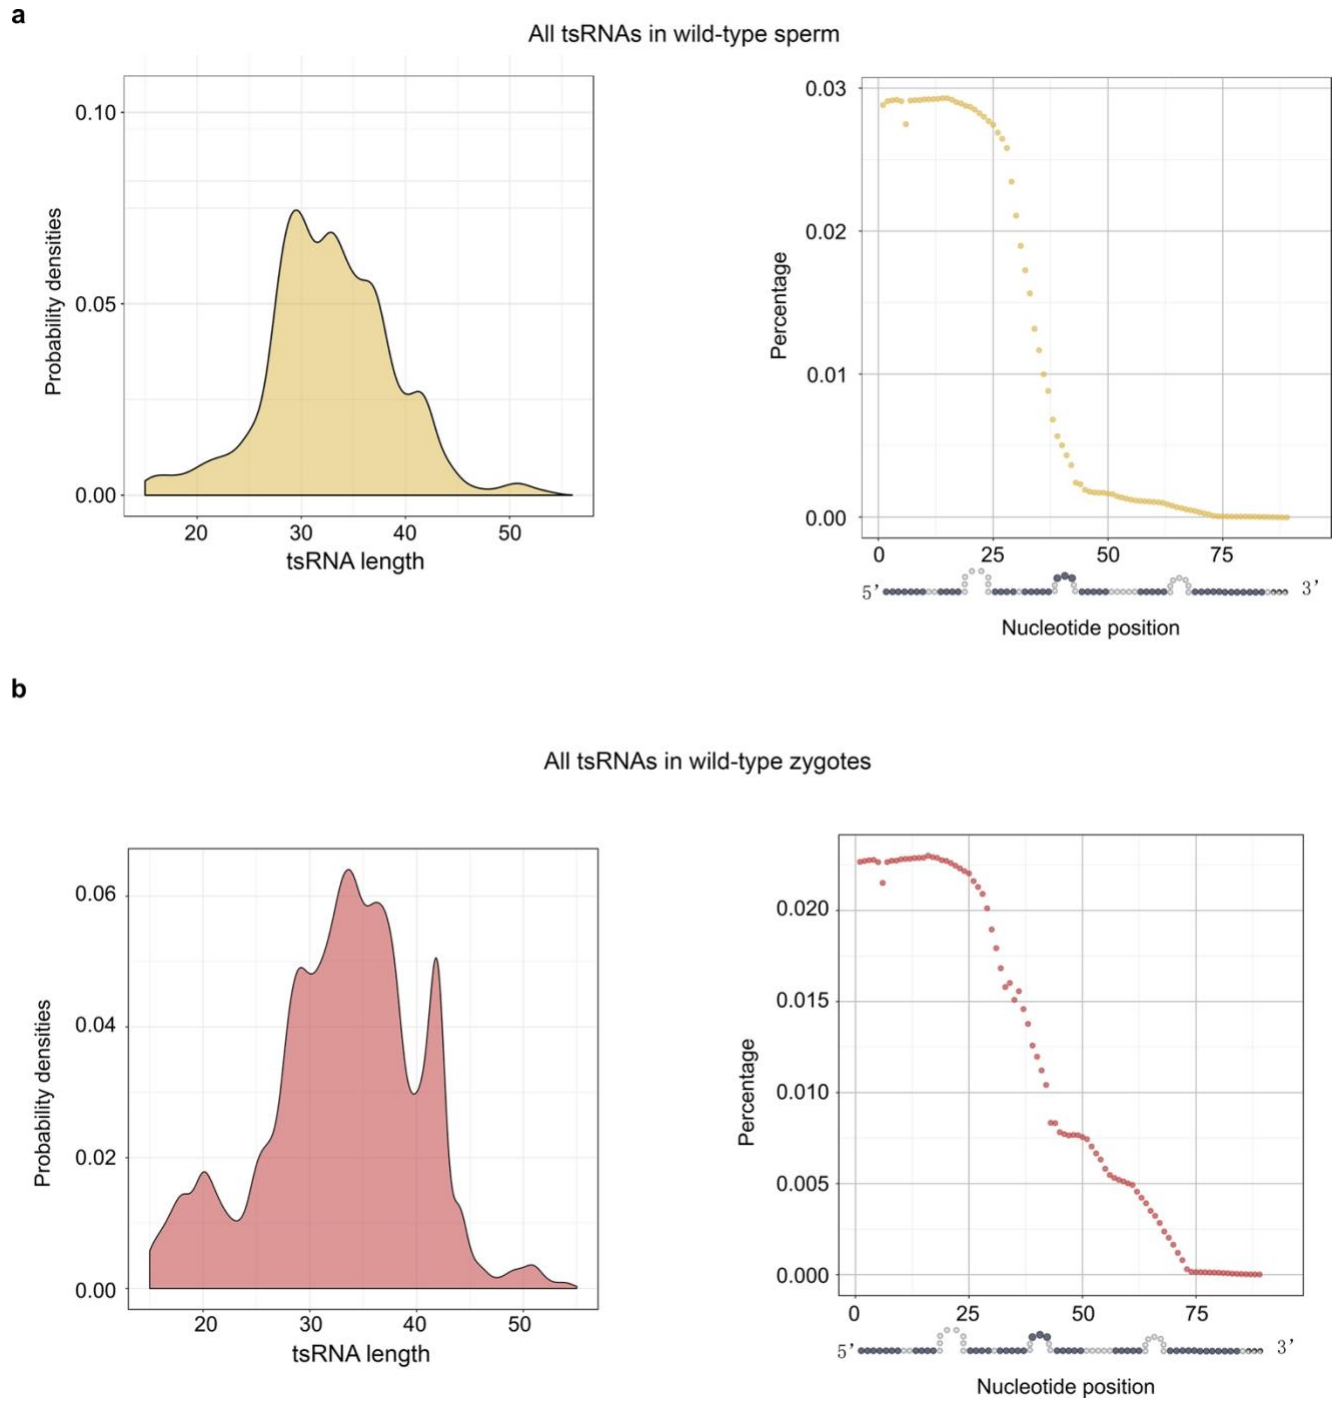 a
All tsRNAs in wild-type sperm
Probability densities
0.10
0.05
0.00
20 30 40 50
tsRNA length
Percentage
0.03
0.02
0.01
0.00
0 25 50 75
5' 3'
Nucleotide position
b
All tsRNAs in wild-type zygotes
Probability densities
0.06
0.04
0.02
0.00
20 30 40 50
tsRNA length
Percentage
0.020
0.015
0.010
0.005
0.000
0 25 50 75
5' 3'
Nucleotide position